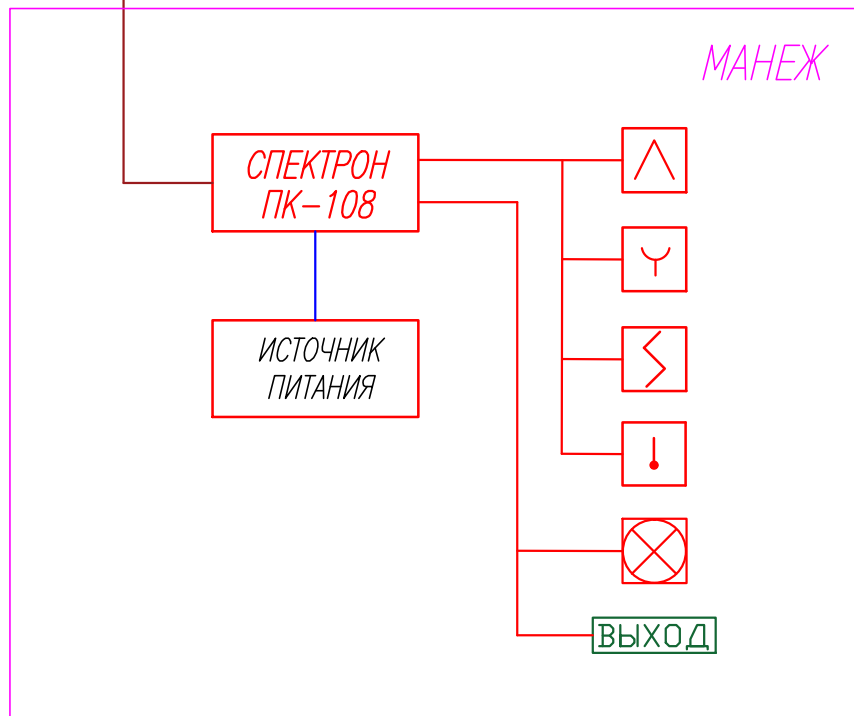 МАНЕЖ
СПЕКТРОН
ПК-108
ИСТОЧНИК
ПИТАНИЯ
ВЫХОД